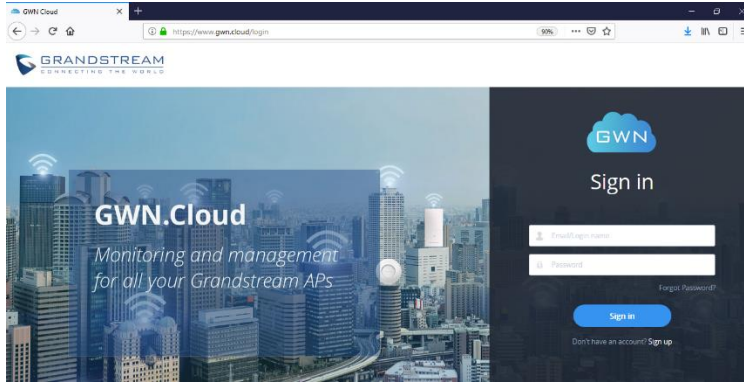 GWN Cloud
https://www.gwn.cloud/login
90%
GRANDSTREAM
CONNECTING THE WORLD
GWN
Sign in
GWN.Cloud
Monitoring and management
for all your Grandstream APs
Email/Login name
Password
Forgot Password?
Sign in
Don't have an account? Sign up